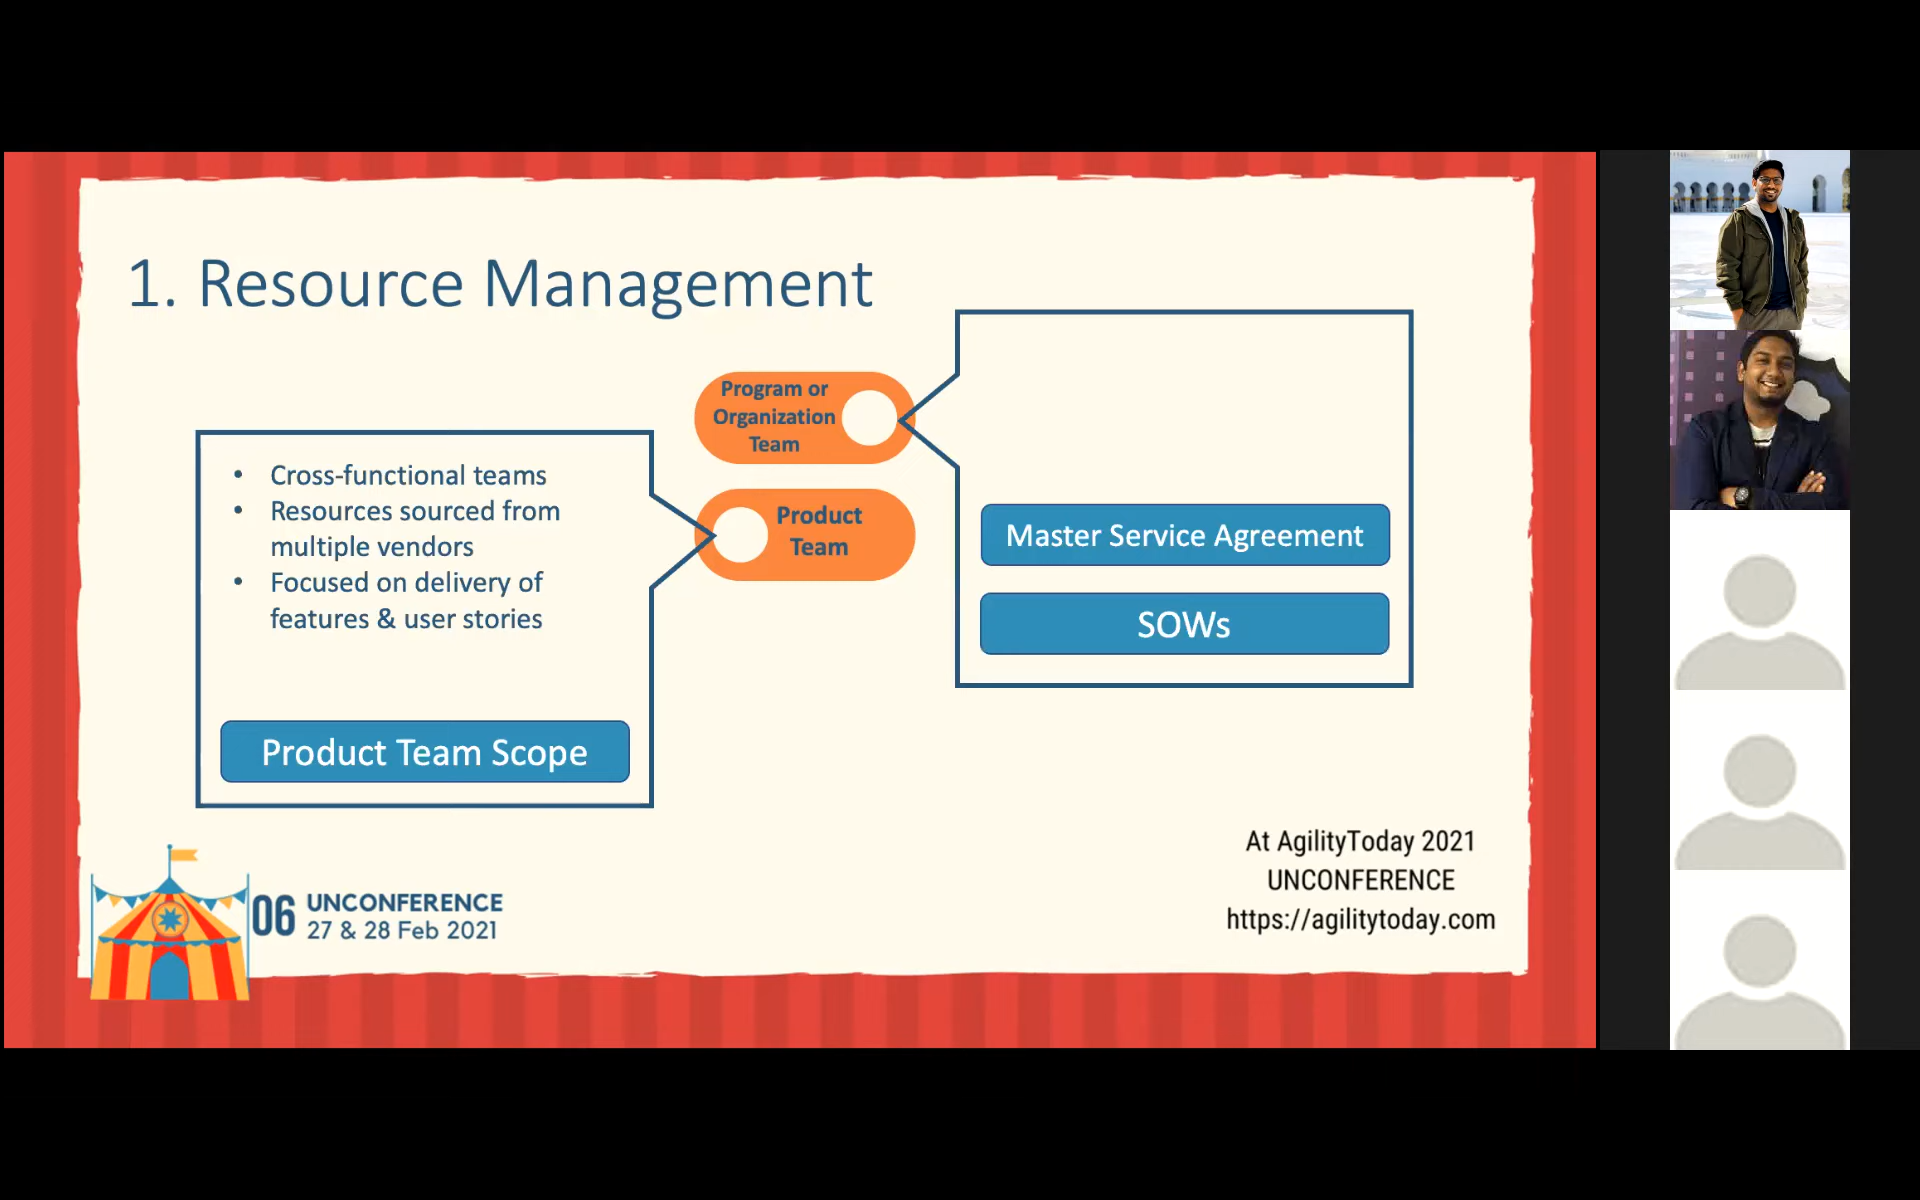 1. Resource Management
Program or
Organization
Team
Product
Team
• Cross-functional teams
• Resources sourced from
multiple vendors
• Focused on delivery of
features & user stories
Product Team Scope
Master Service Agreement
SOWs
06 UNCONFERENCE
27 & 28 Feb 2021
At AgilityToday 2021
UNCONFERENCE
https://agilitytoday.com